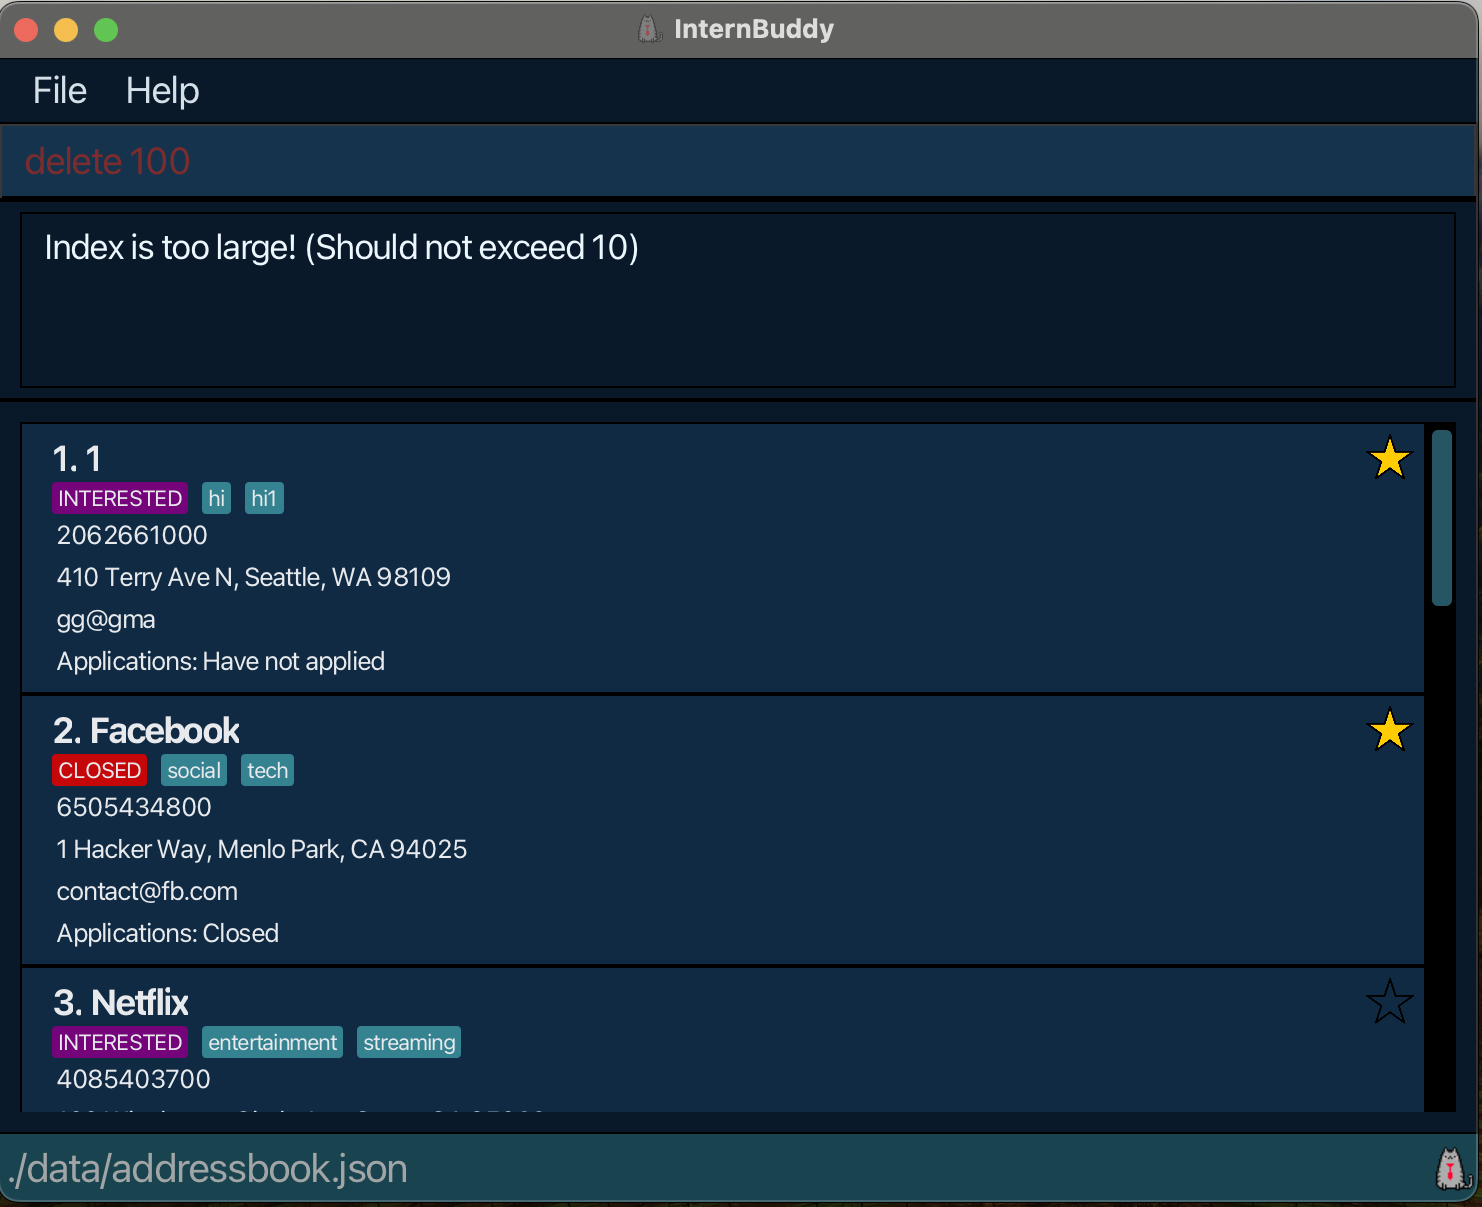 InternBuddy
File Help
delete 100
Index is too large! (Should not exceed 10)
1. 1
INTERESTED hi hi1
2062661000
410 Terry Ave N, Seattle, WA 98109
gg@gma
Applications: Have not applied
2. Facebook
CLOSED social tech
6505434800
1 Hacker Way, Menlo Park, CA 94025
contact@fb.com
Applications: Closed
3. Netflix
INTERESTED entertainment streaming
4085403700
./data/addressbook.json